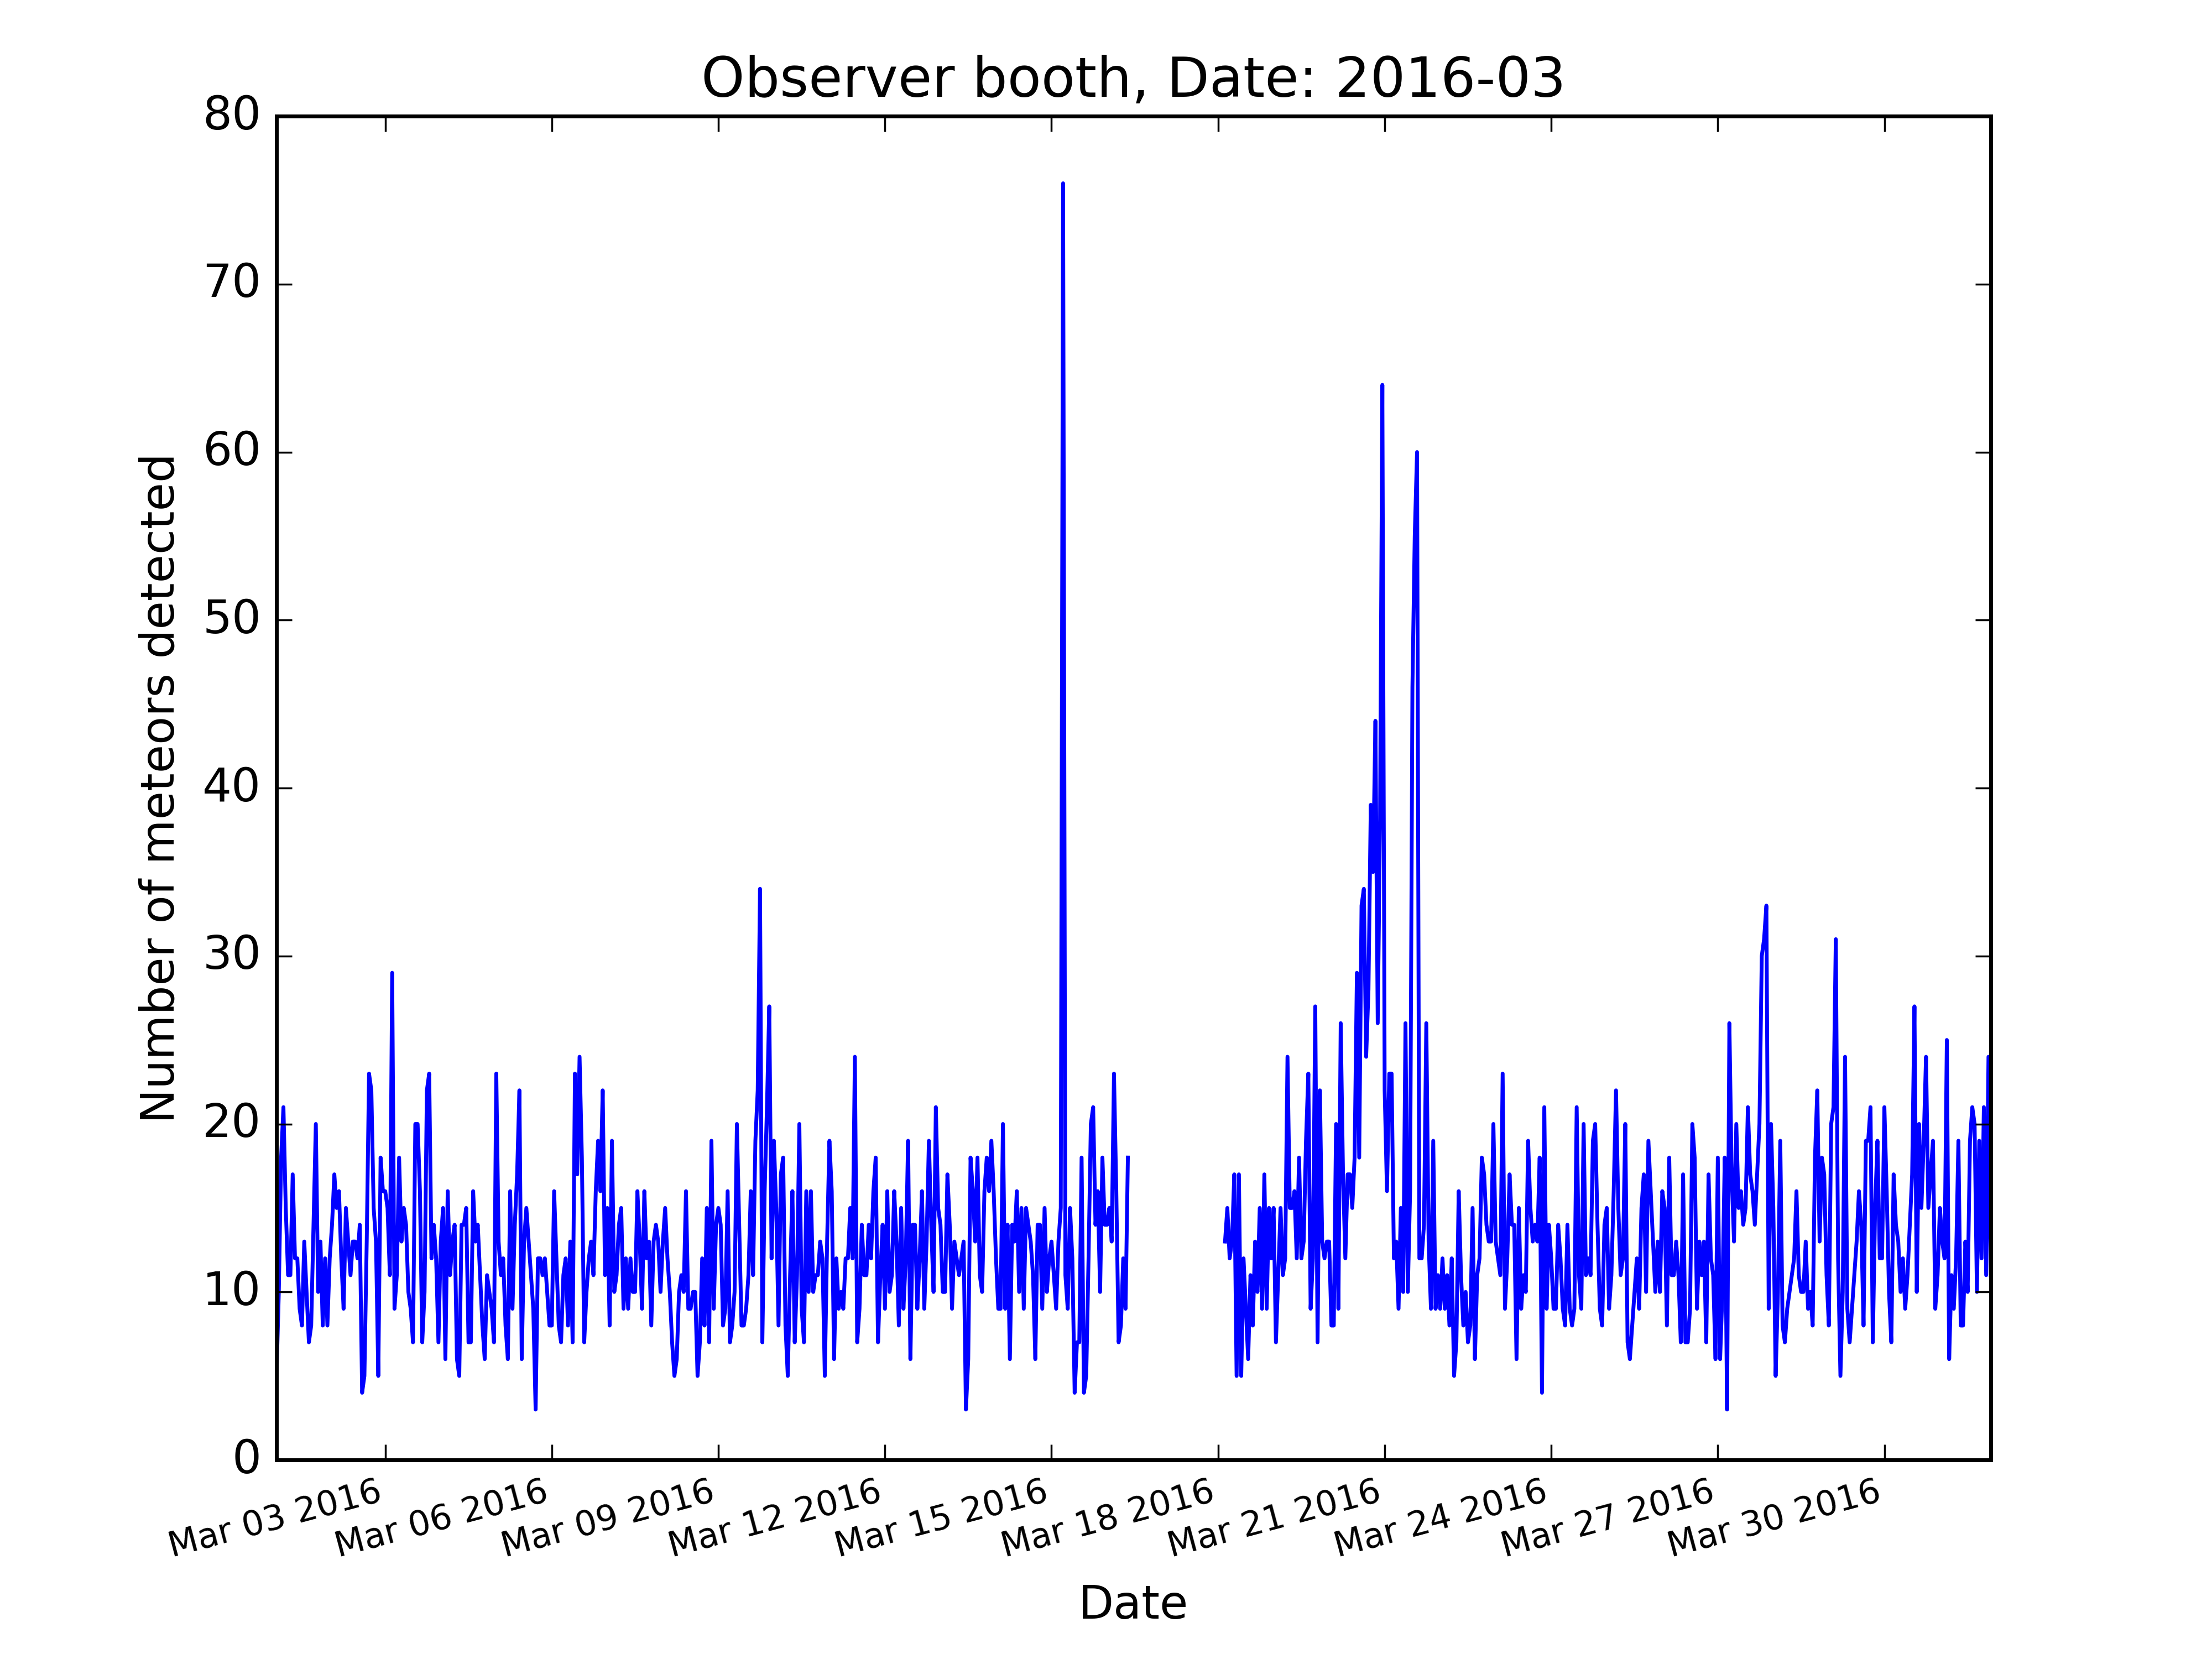 Observer booth, Date: 2016-03
80
70
60
50
40
30
20
10
0
Number of meteors detected
Mar 03 2016
Mar 06 2016
Mar 09 2016
Mar 12 2016
Mar 15 2016
Mar 18 2016
Mar 21 2016
Mar 24 2016
Mar 27 2016
Mar 30 2016
Date